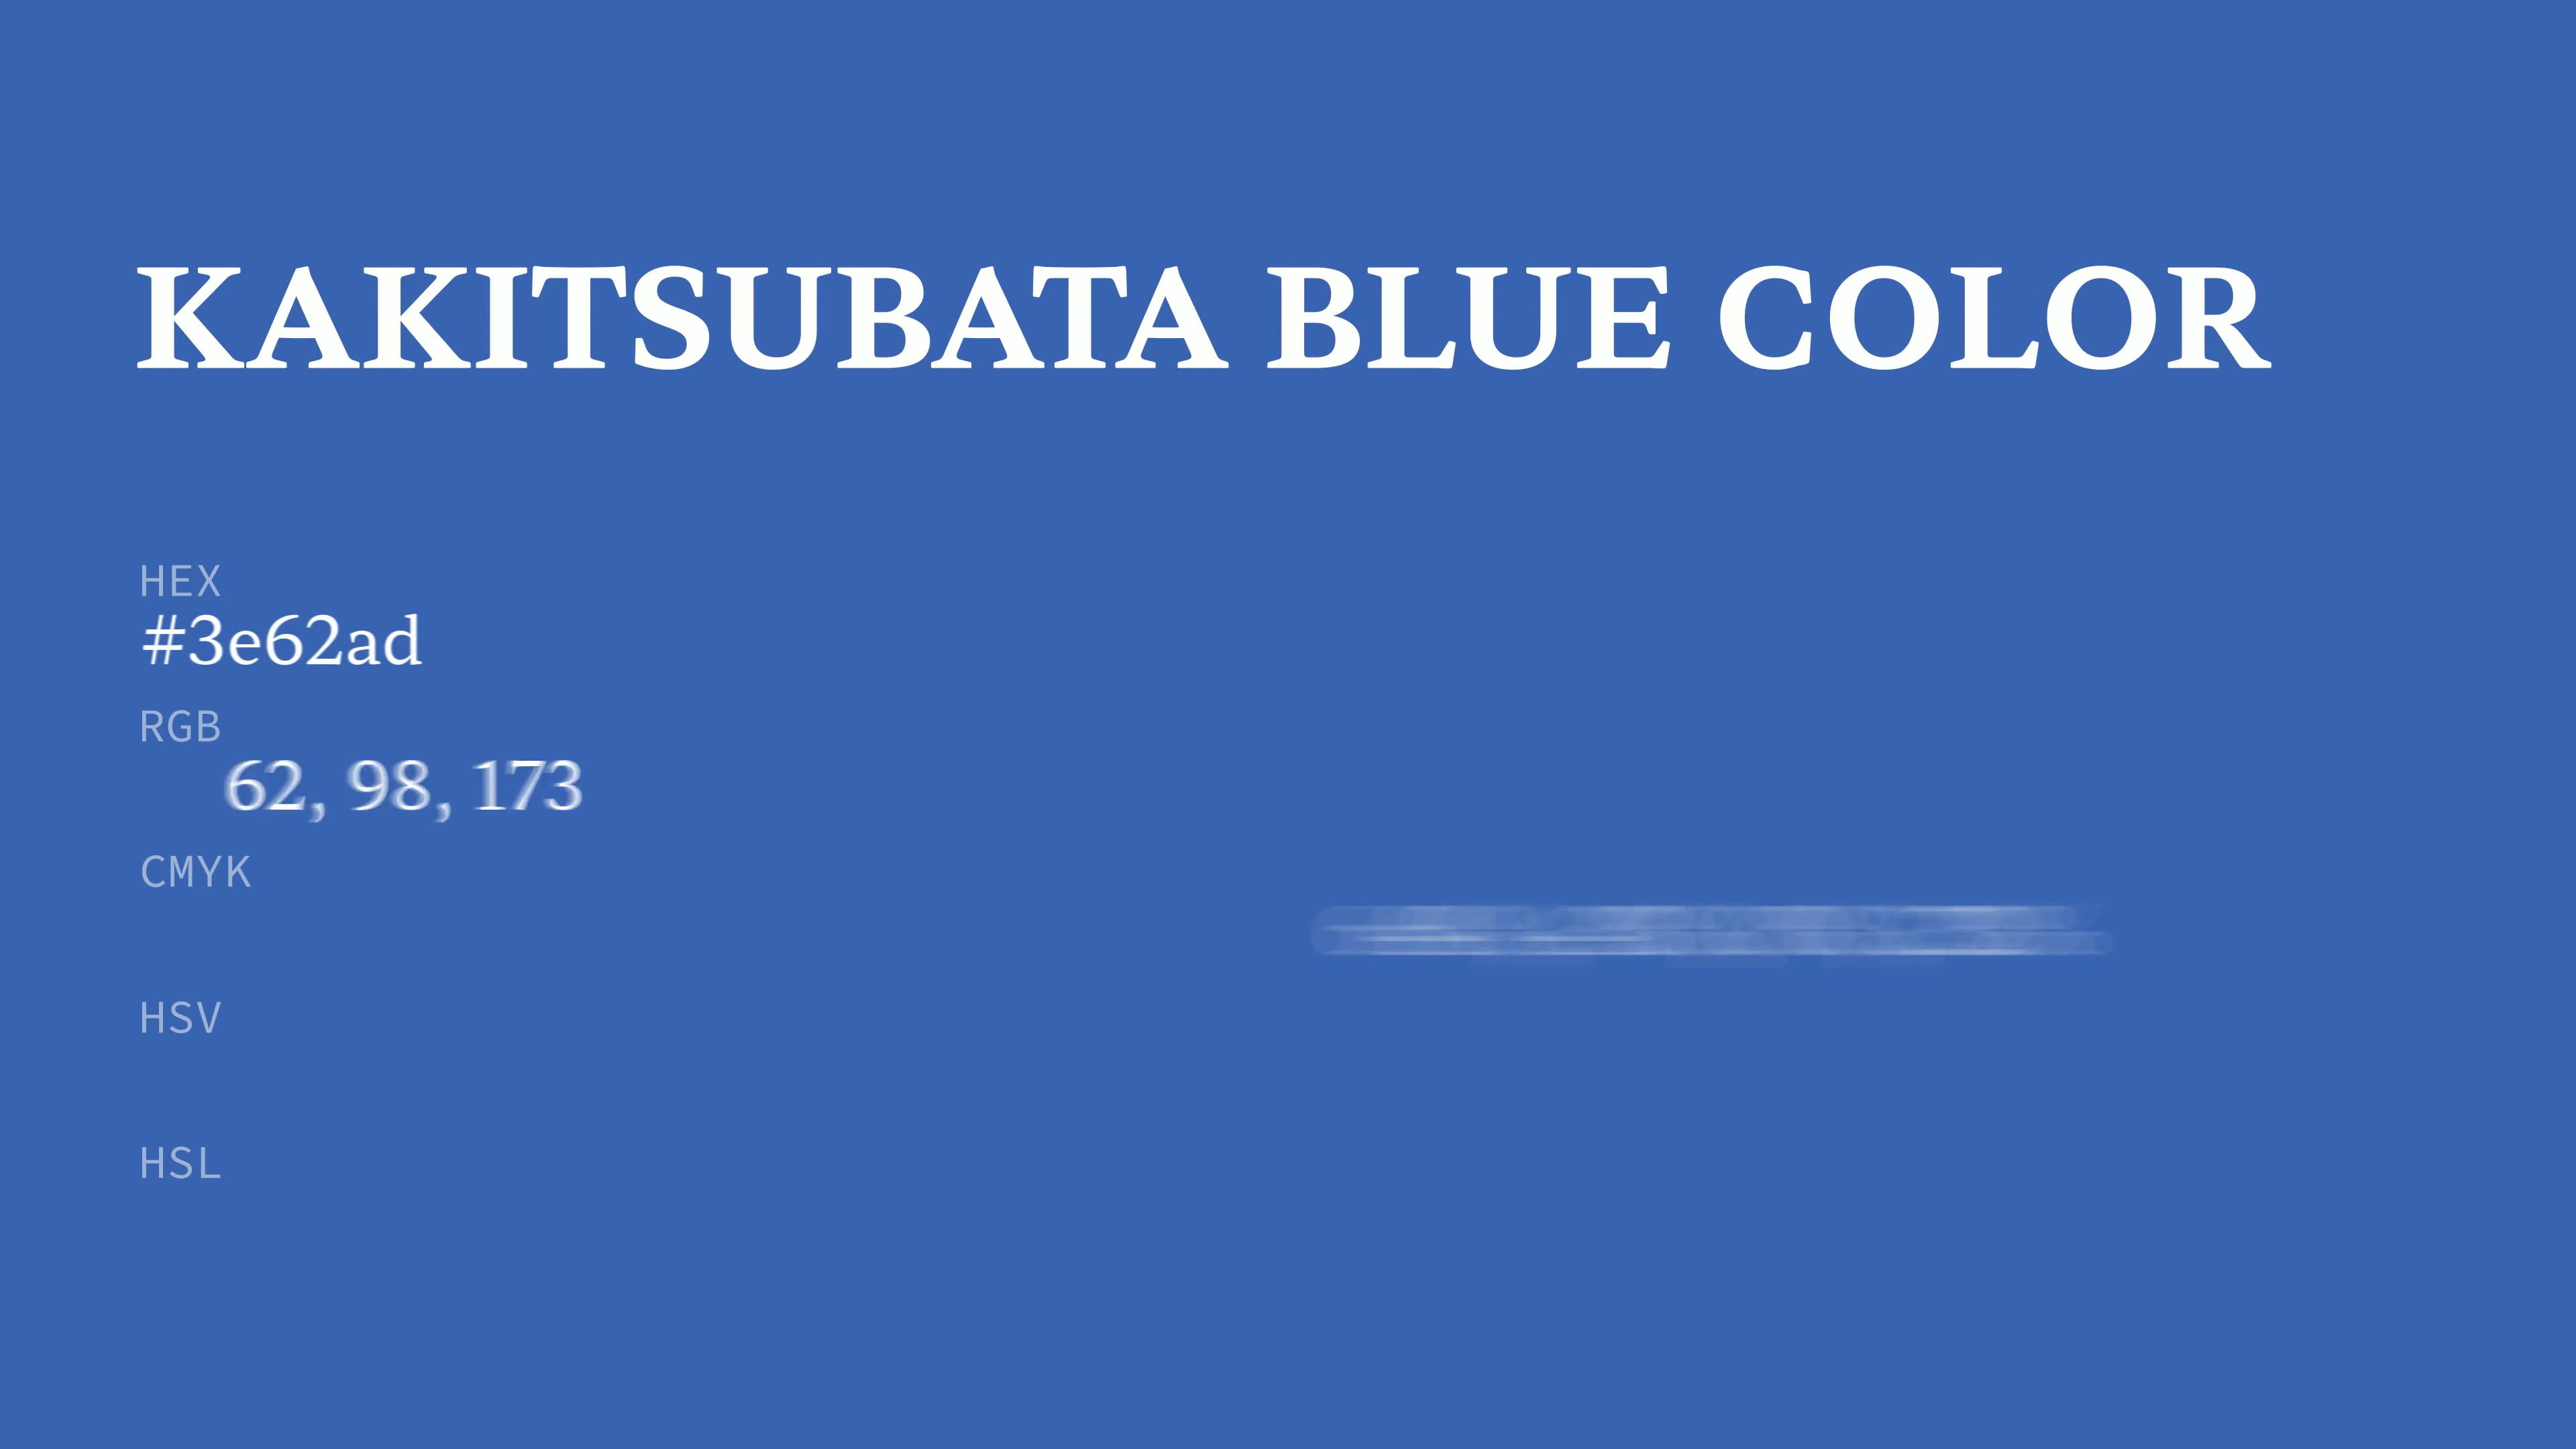 KAKITSUBATA BLUE COLOR
HEX
#3e62ad
RGB
62, 98, 173
CMYK
HSV
HSL